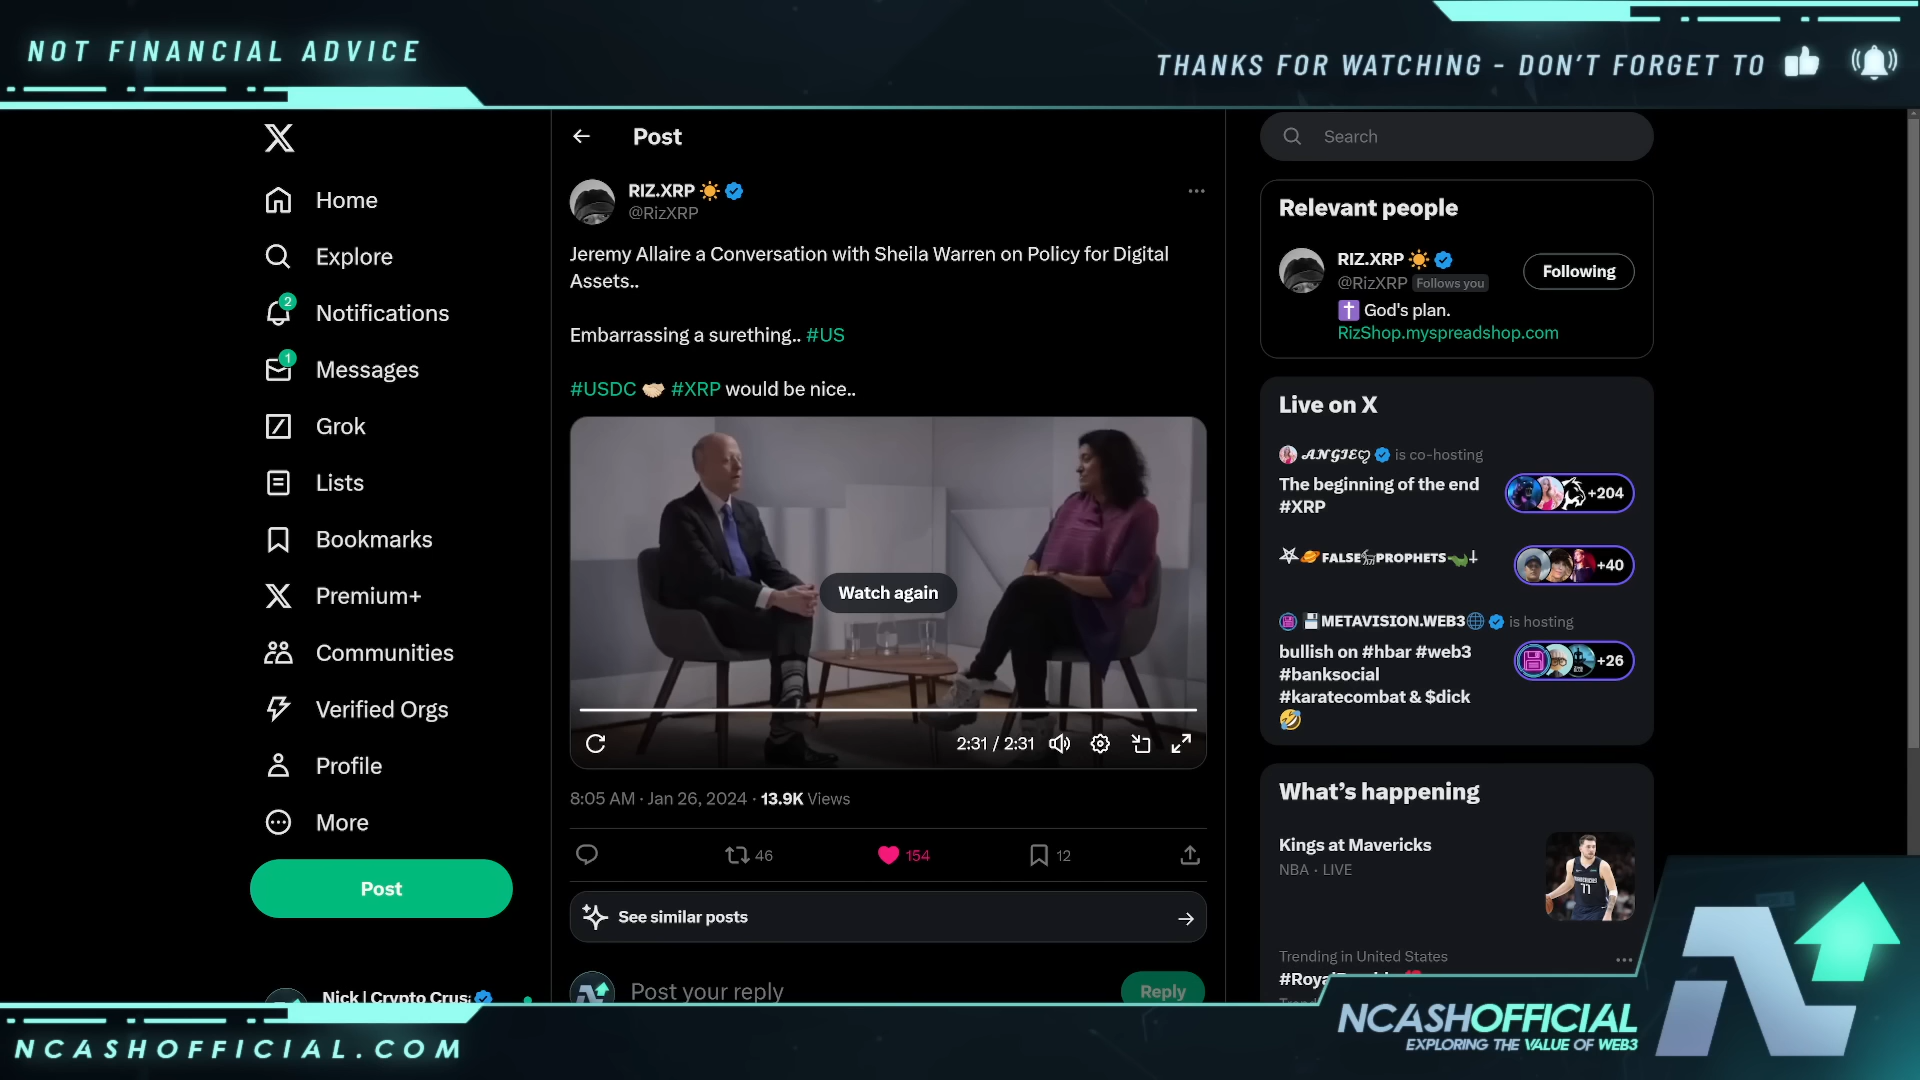 NOT FINANCIAL ADVICE
THANKS FOR WATCHING - DON'T FORGET TO
Home
Explore
2
Notifications
1
Messages
Grok
Lists
Bookmarks
Premium+
Communities
Verified Orgs
Profile
More
Post
Nick | Crypto Crus
Post
RIZ.XRP
@RizXRP
Jeremy Allaire a Conversation with Sheila Warren on Policy for Digital
Assets..
Embarrassing a surething.. #US
#USDC 🤝🏻 #XRP would be nice..
Watch again
2:31 / 2:31
8:05 AM · Jan 26, 2024 · 13.9K Views
46
154
12
See similar posts
Post your reply
Reply
Search
Relevant people
RIZ.XRP
@RizXRP Follows you
Following
✝️ God's plan.
RizShop.myspreadshop.com
Live on X
𝓐𝓝𝓖𝓘𝓔ღ is co-hosting
The beginning of the end
#XRP
+204
FALSE PROPHETS
+40
METAVISION.WEB3 is hosting
bullish on #hbar #web3
#banksocial
#karatecombat & $dick
🤣
+26
What's happening
Kings at Mavericks
NBA · LIVE
MAVERICKS
77
Trending in United States
NCASHOFFICIAL.COM
NCASHOFFICIAL
EXPLORING THE VALUE OF WEB3